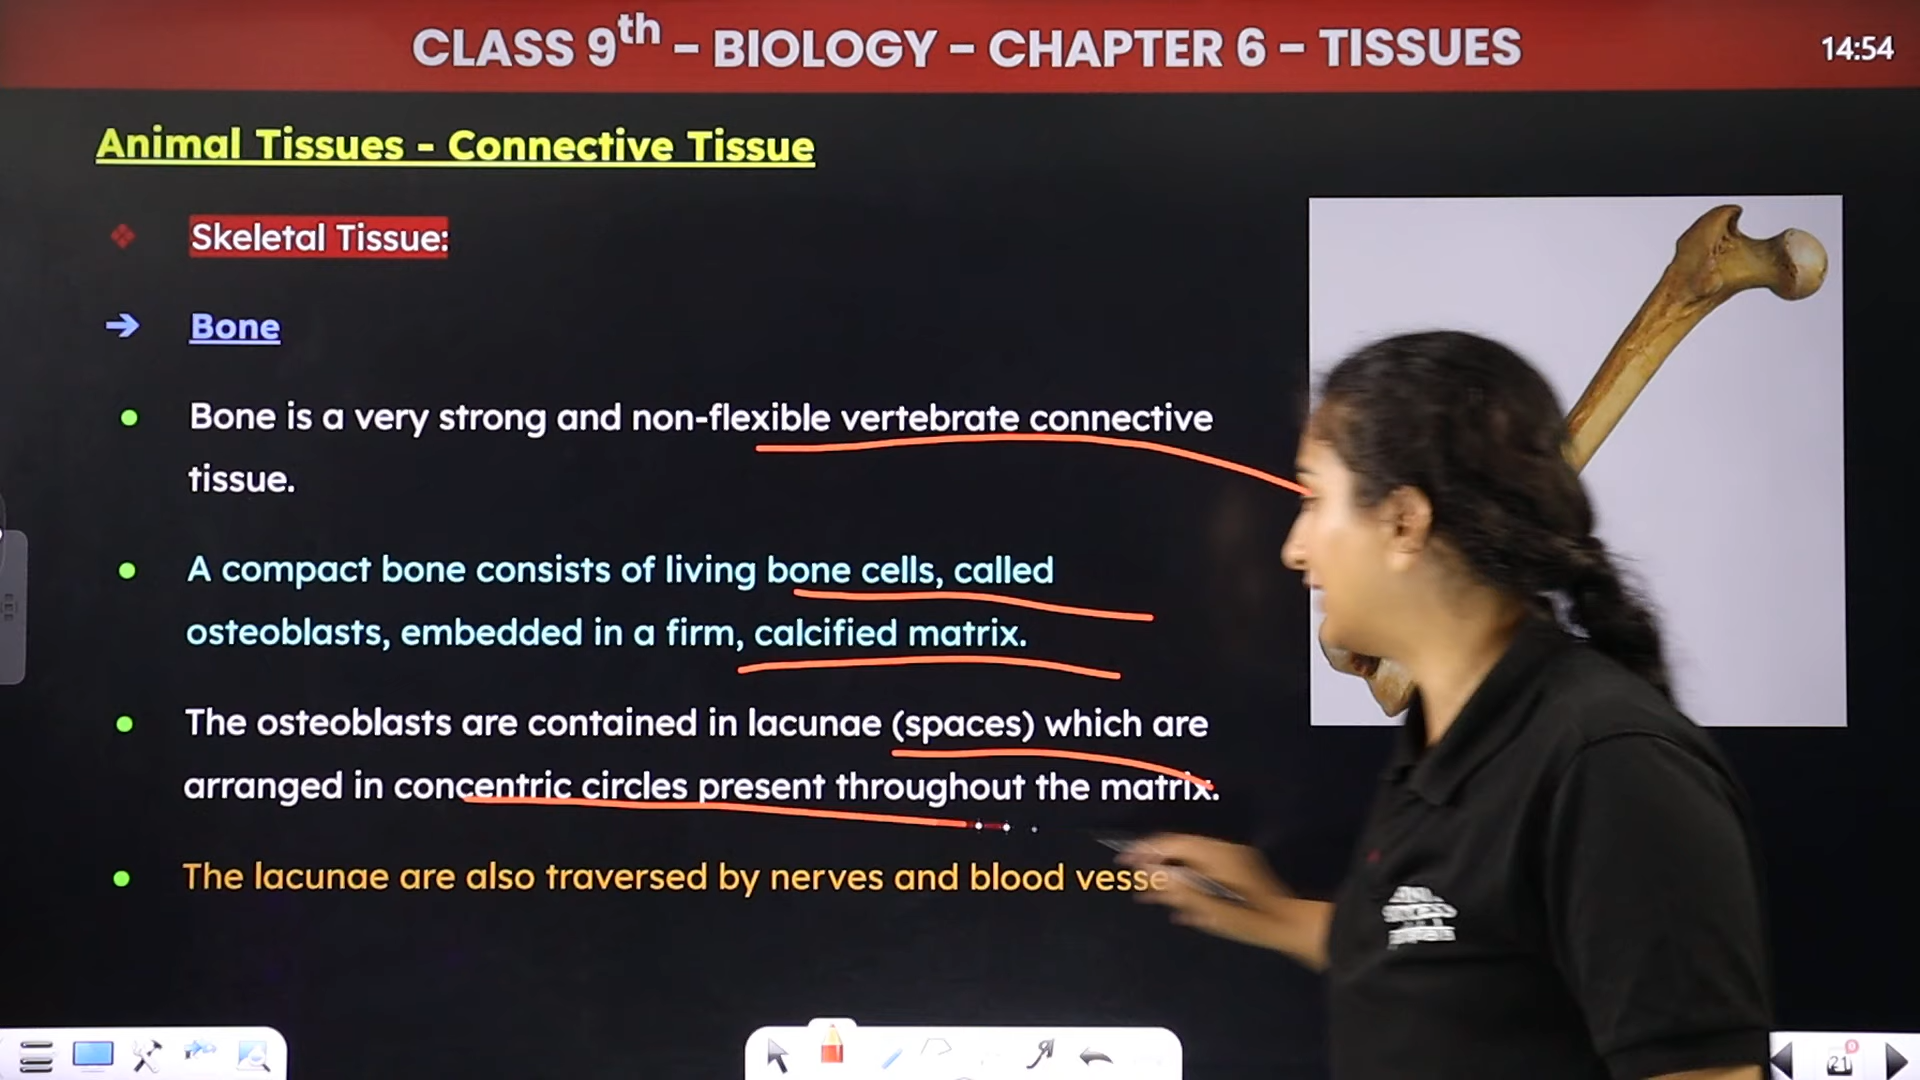 CLASS 9th - BIOLOGY - CHAPTER 6 - TISSUES
14:54
Animal Tissues - Connective Tissue
Skeletal Tissue:
Bone
Bone is a very strong and non-flexible vertebrate connective
tissue.
A compact bone consists of living bone cells, called
osteoblasts, embedded in a firm, calcified matrix.
The osteoblasts are contained in lacunae (spaces) which are
arranged in concentric circles present throughout the matrix.
The lacunae are also traversed by nerves and blood
21
0